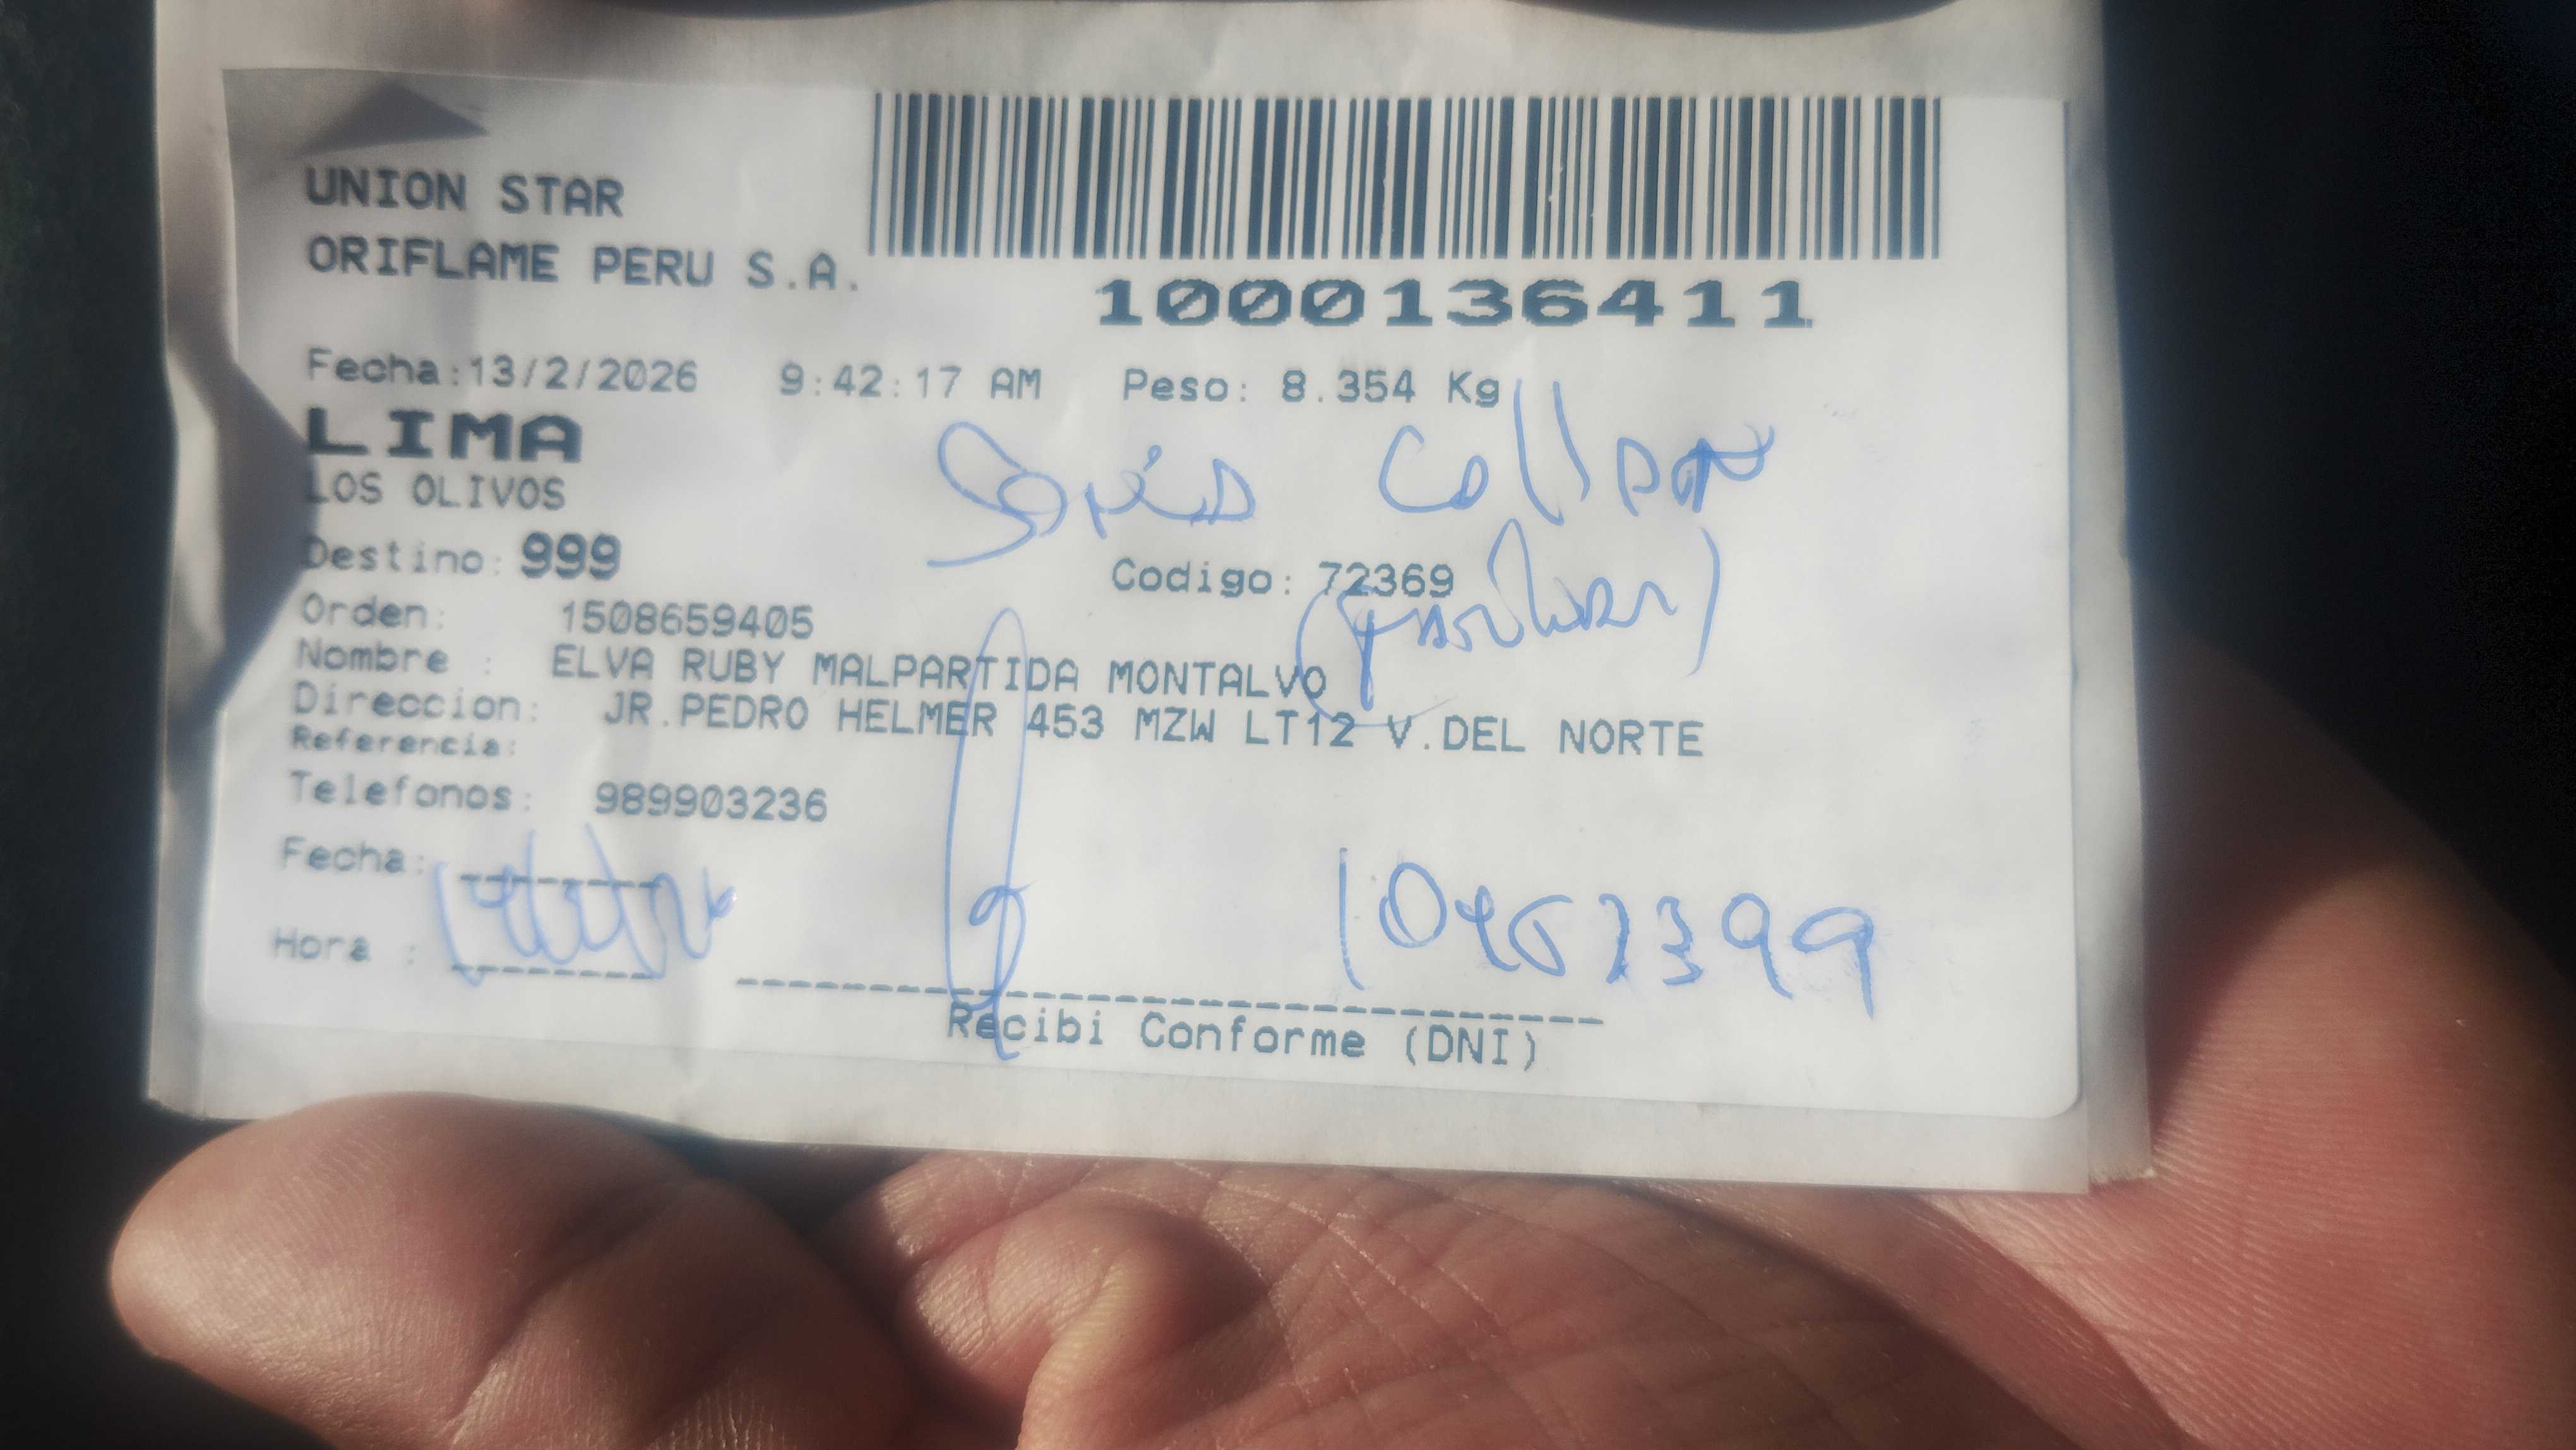 UNION STAR
ORIFLAME PERU S.A.
1000136411
Fecha:13/2/2026 9:42:17 AM Peso: 8.354 Kg
LIMA
LOS OLIVOS
Destino: 999
Codigo: 72369
Orden: 1508659405
Nombre : ELVA RUBY MALPARTIDA MONTALVO
Direccion: JR.PEDRO HELMER 453 MZW LT12 V.DEL NORTE
Referencia:
Telefonos: 989903236
Fecha:
Hora :
Recibi Conforme (DNI)